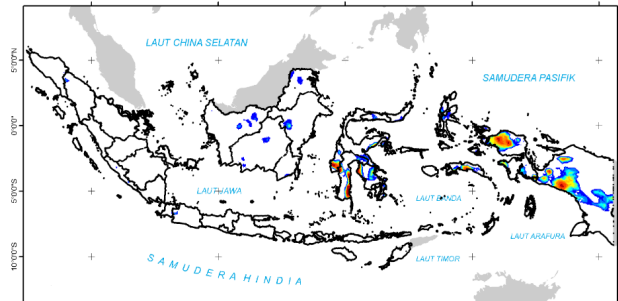 LAUT CHINA SELATAN
5°0'0"N
SAMUDERA PASIFIK
0°0'0"
5°0'0"S
LAUT JAWA
LAUT BANDA
LAUT ARAFURA
10°0'0"S
SAMUDERA HINDIA
LAUT TIMOR